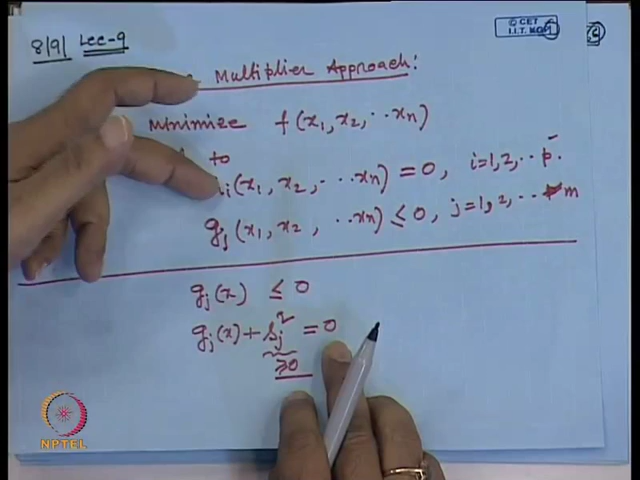 8/9/ Lec-9
© CET
I.I.T. KGP
Multiplier Approach:
Minimize f(x₁, x₂, ·· xₙ)
to
ᵢ(x₁, x₂, · ··· xₙ) = 0, i=1,2, ·· p.
gⱼ(x₁, x₂, ·· xₙ) ≤ 0, j=1,2, ··· m
gⱼ(x) ≤ 0
gⱼ(x) + sⱼ² = 0
≥0
NPTEL